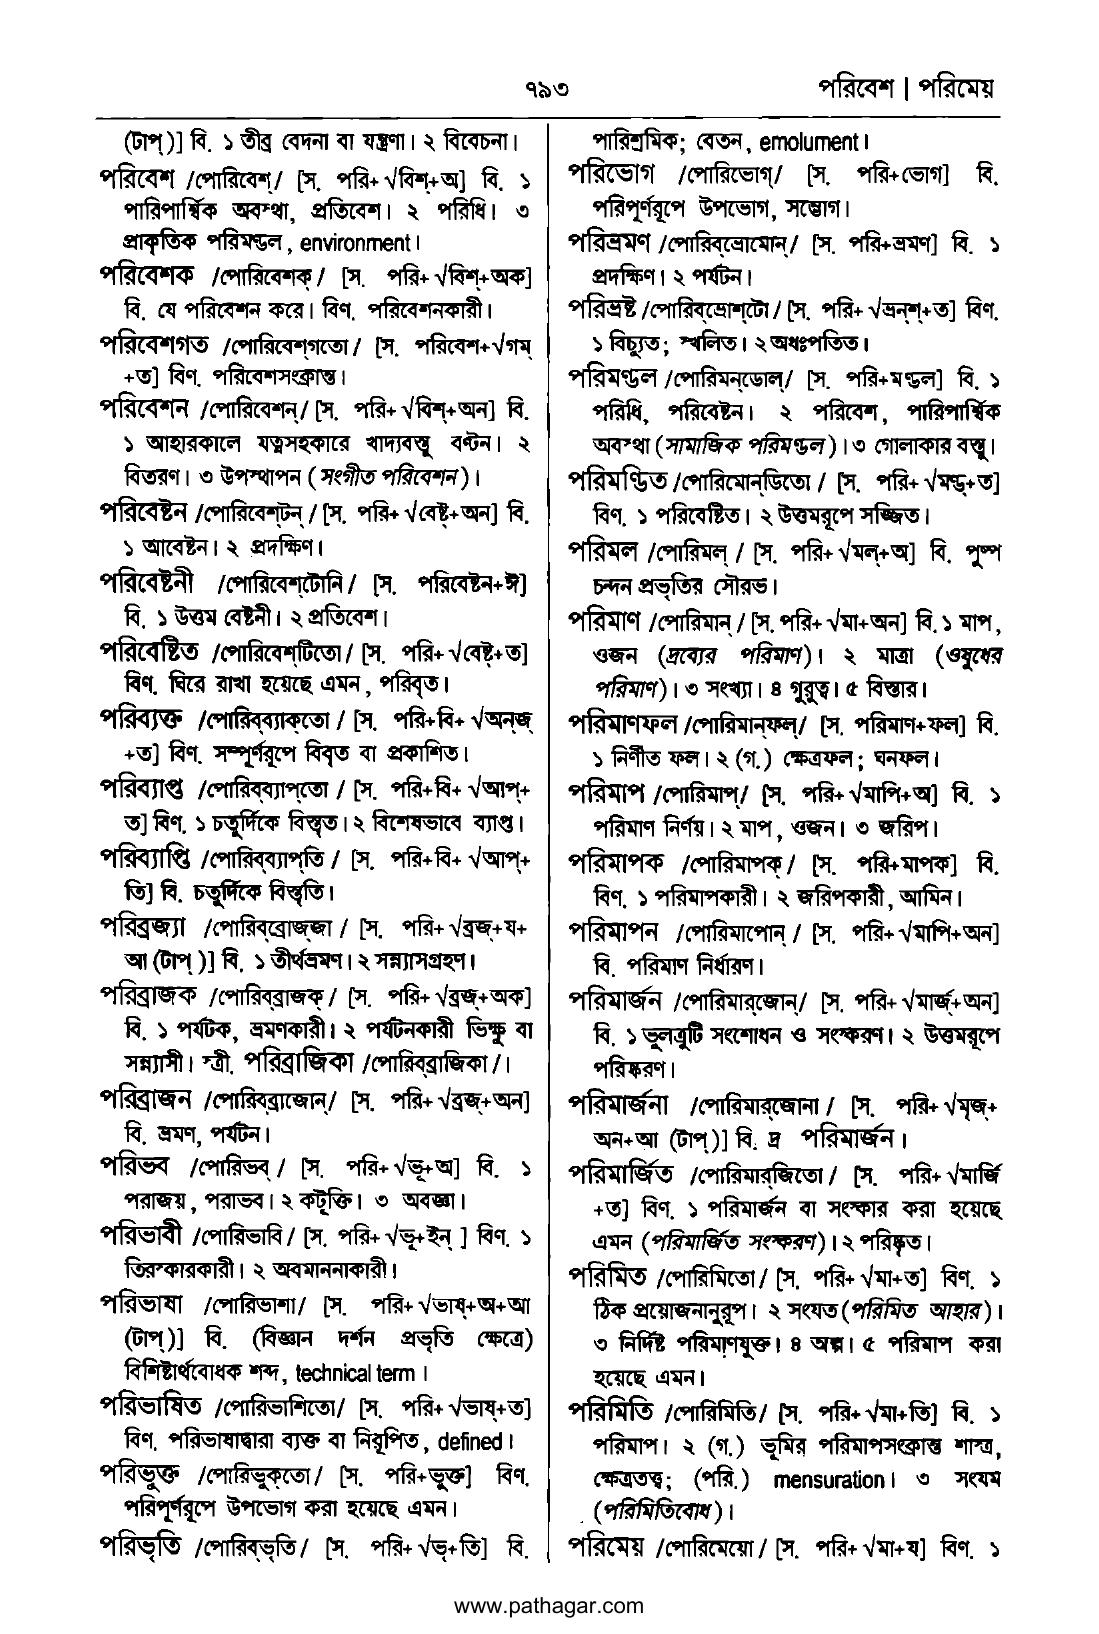 ৭৯৩
পরিবেশ | পরিমেয়
(টাপ্)] বি. ১ তীব্র বেদনা বা যন্ত্রণা। ২ বিবেচনা।
পরিবেশ /পোরিবেশ্/ [স. পরি+√বিশ্+অ] বি. ১
পারিপার্শ্বিক অবস্থা, প্রতিবেশ। ২ পরিধি। ৩
প্রাকৃতিক পরিমণ্ডল, environment।
পরিবেশক /পোরিবেশক্/ [স. পরি+√বিশ্+অক]
বি. যে পরিবেশন করে। বিণ. পরিবেশনকারী।
পরিবেশগত /পোরিবেশ্গতো/ [স. পরিবেশ+√গম্
+ত] বিণ. পরিবেশসংক্রান্ত।
পরিবেশন /পোরিবেশন্/ [স. পরি+√বিশ্+অন] বি.
১ আহারকালে যত্নসহকারে খাদ্যবস্তু বণ্টন। ২
বিতরণ। ৩ উপস্থাপন (সংগীত পরিবেশন)।
পরিবেষ্টন /পোরিবেশ্টন্/ [স. পরি+√বেষ্ট্+অন] বি.
১ আবেষ্টন। ২ প্রদক্ষিণ।
পরিবেষ্টনী /পোরিবেশ্টোনি/ [স. পরিবেষ্টন+ঈ]
বি. ১ উত্তম বেষ্টনী। ২ প্রতিবেশ।
পরিবেষ্টিত /পোরিবেশ্টিতো/ [স. পরি+√বেষ্ট্+ত]
বিণ. ঘিরে রাখা হয়েছে এমন, পরিবৃত।
পরিব্যক্ত /পোরিব্ব্যাক্তো/ [স. পরি+বি+√অন্জ্
+ত] বিণ. সম্পূর্ণরূপে বিবৃত বা প্রকাশিত।
পরিব্যাপ্ত /পোরিব্ব্যাপ্তো/ [স. পরি+বি+√আপ্+
ত] বিণ. ১ চতুর্দিকে বিস্তৃত। ২ বিশেষভাবে ব্যাপ্ত।
পরিব্যাপ্তি /পোরিব্ব্যাপ্তি/ [স. পরি+বি+√আপ্+
তি] বি. চতুর্দিকে বিস্তৃতি।
পরিব্রজ্যা /পোরিব্ব্রোজ্জা/ [স. পরি+√ব্রজ্+য+
আ (টাপ্)] বি. ১ তীর্থভ্রমণ। ২ সন্ন্যাসগ্রহণ।
পরিব্রাজক /পোরিব্ব্রাজক্/ [স. পরি+√ব্রজ্+অক]
বি. ১ পর্যটক, ভ্রমণকারী। ২ পর্যটনকারী ভিক্ষু বা
সন্ন্যাসী। স্ত্রী. পরিব্রাজিকা /পোরিব্ব্রাজিকা/।
পরিব্রাজন /পোরিব্ব্রাজোন্/ [স. পরি+√ব্রজ্+অন]
বি. ভ্রমণ, পর্যটন।
পরিভব /পোরিভব্/ [স. পরি+√ভূ+অ] বি. ১
পরাজয়, পরাভব। ২ কটূক্তি। ৩ অবজ্ঞা।
পরিভাবী /পোরিভাবি/ [স. পরি+√ভূ+ইন্] বিণ. ১
তিরস্কারকারী। ২ অবমাননাকারী।
পরিভাষা /পোরিভাশা/ [স. পরি+√ভাষ্+অ+আ
(টাপ্)] বি. (বিজ্ঞান দর্শন প্রভৃতি ক্ষেত্রে)
বিশিষ্টার্থবোধক শব্দ, technical term।
পরিভাষিত /পোরিভাশিতো/ [স. পরি+√ভাষ্+ত]
বিণ. পরিভাষাদ্বারা ব্যক্ত বা নিরূপিত, defined।
পরিভুক্ত /পোরিভুক্তো/ [স. পরি+ভুক্ত] বিণ.
পরিপূর্ণরূপে উপভোগ করা হয়েছে এমন।
পরিভৃতি /পোরিব্ভৃতি/ [স. পরি+√ভৃ+তি] বি.
পারিশ্রমিক; বেতন, emolument।
পরিভোগ /পোরিভোগ্/ [স. পরি+ভোগ] বি.
পরিপূর্ণরূপে উপভোগ, সম্ভোগ।
পরিভ্রমণ /পোরিব্ভ্রোমোন্/ [স. পরি+ভ্রমণ] বি. ১
প্রদক্ষিণ। ২ পর্যটন।
পরিভ্রষ্ট /পোরিব্ভ্রোশ্টো/ [স. পরি+√ভ্রন্শ্+ত] বিণ.
১ বিচ্যুত; স্খলিত। ২ অধঃপতিত।
পরিমণ্ডল /পোরিমন্ডোল্/ [স. পরি+মণ্ডল] বি. ১
পরিধি, পরিবেষ্টন। ২ পরিবেশ, পারিপার্শ্বিক
অবস্থা (সামাজিক পরিমণ্ডল)। ৩ গোলাকার বস্তু।
পরিমণ্ডিত /পোরিমোন্ডিতো/ [স. পরি+√মণ্ড্+ত]
বিণ. ১ পরিবেষ্টিত। ২ উত্তমরূপে সজ্জিত।
পরিমল /পোরিমল্/ [স. পরি+√মল্+অ] বি. পুষ্প
চন্দন প্রভৃতির সৌরভ।
পরিমাণ /পোরিমান্/ [স. পরি+√মা+অন] বি. ১ মাপ,
ওজন (দ্রব্যের পরিমাণ)। ২ মাত্রা (ওষুধের
পরিমাণ)। ৩ সংখ্যা। ৪ গুরুত্ব। ৫ বিস্তার।
পরিমাণফল /পোরিমান্ফল্/ [স. পরিমাণ+ফল] বি.
১ নির্ণীত ফল। ২ (গ.) ক্ষেত্রফল; ঘনফল।
পরিমাপ /পোরিমাপ্/ [স. পরি+√মাপি+অ] বি. ১
পরিমাণ নির্ণয়। ২ মাপ, ওজন। ৩ জরিপ।
পরিমাপক /পোরিমাপক্/ [স. পরি+মাপক] বি.
বিণ. ১ পরিমাপকারী। ২ জরিপকারী, আমিন।
পরিমাপন /পোরিমাপোন্/ [স. পরি+√মাপি+অন]
বি. পরিমাণ নির্ধারণ।
পরিমার্জন /পোরিমার্জোন্/ [স. পরি+√মার্জ্+অন]
বি. ১ ভুলত্রুটি সংশোধন ও সংস্করণ। ২ উত্তমরূপে
পরিষ্করণ।
পরিমার্জনা /পোরিমার্জোনা/ [স. পরি+√মৃজ্+
অন+আ (টাপ্)] বি. দ্র পরিমার্জন।
পরিমার্জিত /পোরিমার্জিতো/ [স. পরি+√মার্জি
+ত] বিণ. ১ পরিমার্জন বা সংস্কার করা হয়েছে
এমন (পরিমার্জিত সংস্করণ)। ২ পরিষ্কৃত।
পরিমিত /পোরিমিতো/ [স. পরি+√মা+ত] বিণ. ১
ঠিক প্রয়োজনানুরূপ। ২ সংযত (পরিমিত আহার)।
৩ নির্দিষ্ট পরিমাণযুক্ত। ৪ অল্প। ৫ পরিমাপ করা
হয়েছে এমন।
পরিমিতি /পোরিমিতি/ [স. পরি+√মা+তি] বি. ১
পরিমাপ। ২ (গ.) ভূমির পরিমাপসংক্রান্ত শাস্ত্র,
ক্ষেত্রতত্ত্ব; (পরি.) mensuration। ৩ সংযম
(পরিমিতিবোধ)।
পরিমেয় /পোরিমেয়ো/ [স. পরি+√মা+য] বিণ. ১
www.pathagar.com